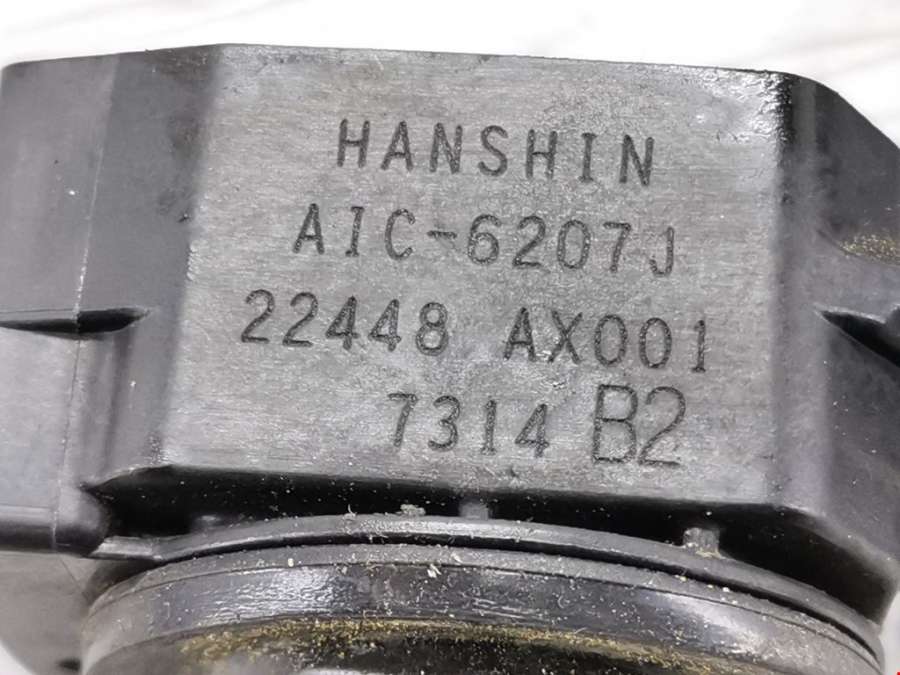 HANSHIN
AIC-6207J
22448 AX001
7314 B2